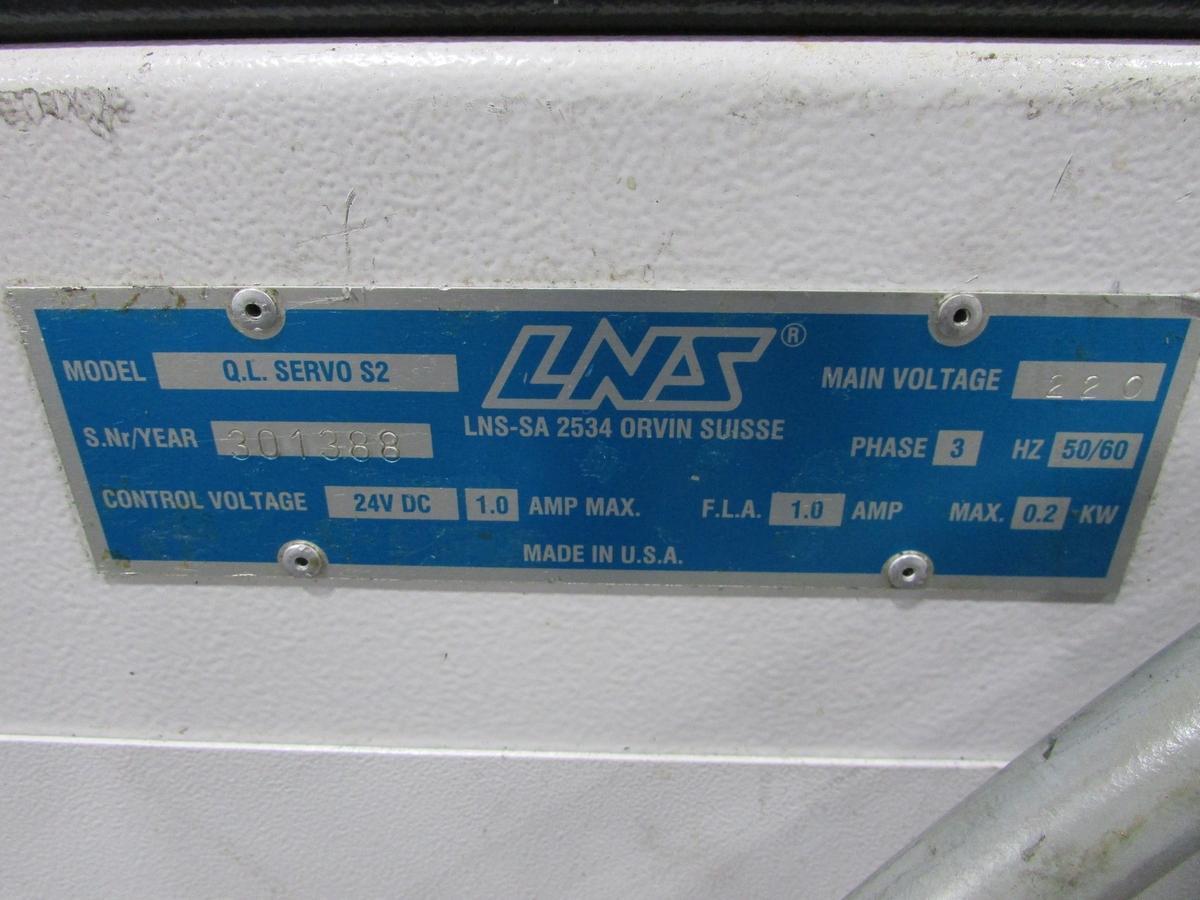 LNS®
MODEL Q.L. SERVO S2
MAIN VOLTAGE 220
LNS-SA 2534 ORVIN SUISSE
S.Nr/YEAR 301388
PHASE 3 HZ 50/60
CONTROL VOLTAGE 24V DC 1.0 AMP MAX. F.L.A. 1.0 AMP MAX. 0.2 KW
MADE IN U.S.A.